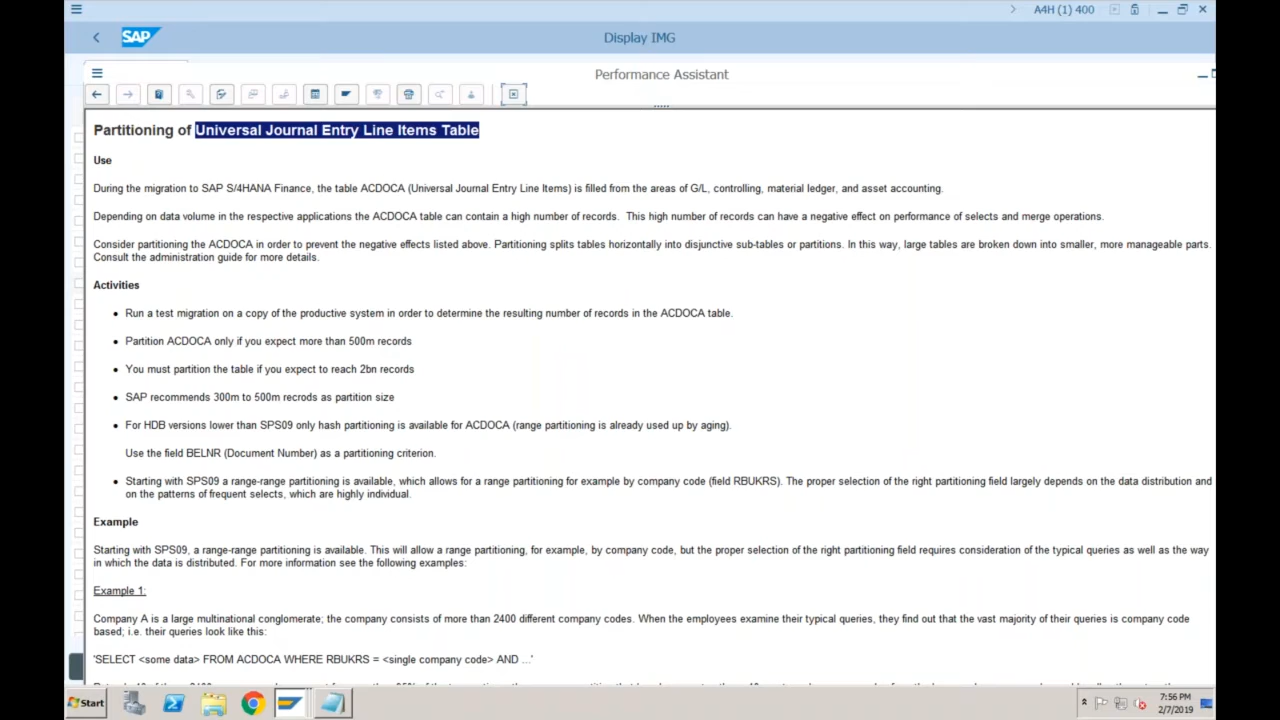 A4H (1) 400
SAP
Display IMG
Performance Assistant
Partitioning of Universal Journal Entry Line Items Table
Use
During the migration to SAP S/4HANA Finance, the table ACDOCA (Universal Journal Entry Line Items) is filled from the areas of G/L, controlling, material ledger, and asset accounting.
Depending on data volume in the respective applications the ACDOCA table can contain a high number of records.  This high number of records can have a negative effect on performance of selects and merge operations.
Consider partitioning the ACDOCA in order to prevent the negative effects listed above. Partitioning splits tables horizontally into disjunctive sub-tables or partitions. In this way, large tables are broken down into smaller, more manageable parts.
Consult the administration guide for more details.
Activities
• Run a test migration on a copy of the productive system in order to determine the resulting number of records in the ACDOCA table.
• Partition ACDOCA only if you expect more than 500m records
• You must partition the table if you expect to reach 2bn records
• SAP recommends 300m to 500m recrods as partition size
• For HDB versions lower than SPS09 only hash partitioning is available for ACDOCA (range partitioning is already used up by aging).
Use the field BELNR (Document Number) as a partitioning criterion.
• Starting with SPS09 a range-range partitioning is available, which allows for a range partitioning for example by company code (field RBUKRS). The proper selection of the right partitioning field largely depends on the data distribution and
on the patterns of frequent selects, which are highly individual.
Example
Starting with SPS09, a range-range partitioning is available. This will allow a range partitioning, for example, by company code, but the proper selection of the right partitioning field requires consideration of the typical queries as well as the way
in which the data is distributed. For more information see the following examples:
Example 1:
Company A is a large multinational conglomerate; the company consists of more than 2400 different company codes. When the employees examine their typical queries, they find out that the vast majority of their queries is company code
based; i.e. their queries look like this:
'SELECT <some data> FROM ACDOCA WHERE RBUKRS = <single company code> AND ...'
Start
7:56 PM
2/7/2019